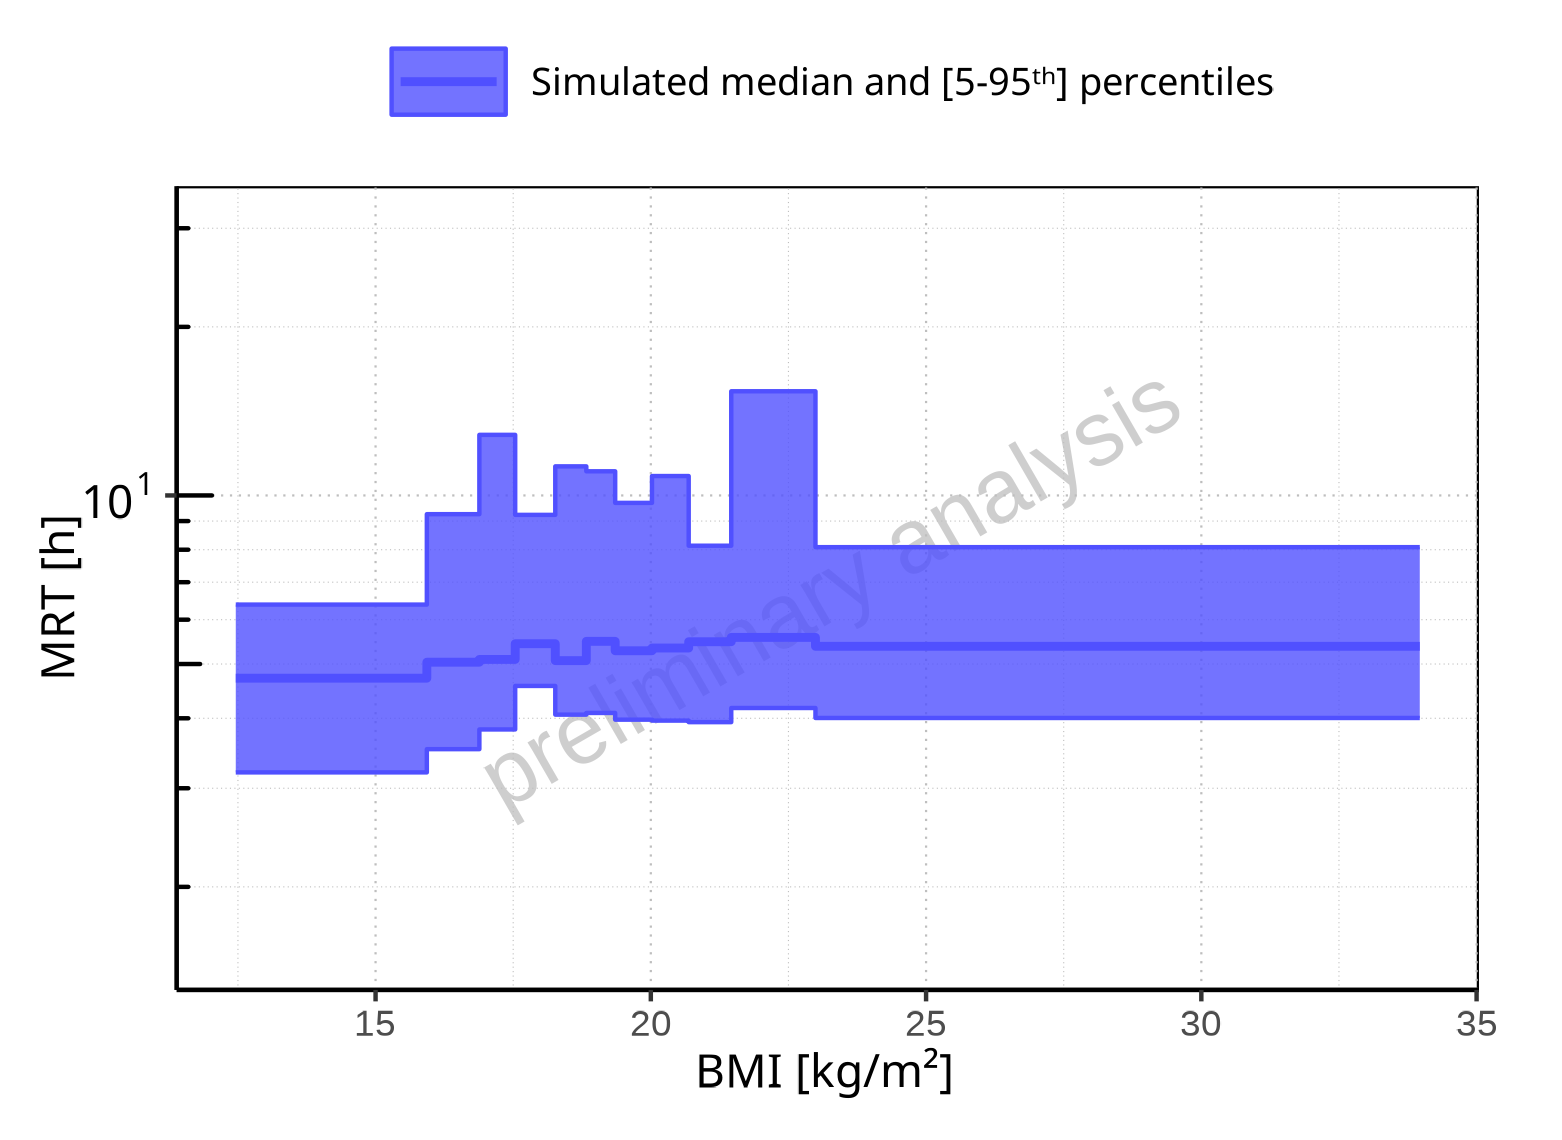 Simulated median and [5-95ᵗʰ] percentiles
10¹
MRT [h]
preliminary analysis
15 20 25 30 35
BMI [kg/m²]